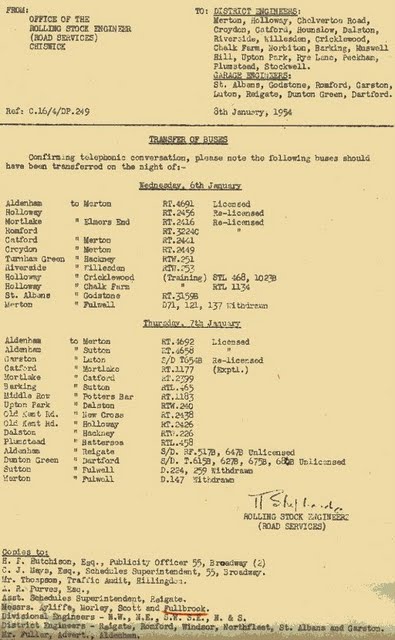 FROM:
OFFICE OF THE
ROLLING STOCK ENGINEER
(ROAD SERVICES)
CHISWICK
TO: DISTRICT ENGINEERS:
Merton, Holloway, Chelverton Road,
Croydon, Catford, Hounslow, Dalston,
Riverside, Willesden, Cricklewood,
Chalk Farm, Norbiton, Barking, Muswell
Hill, Upton Park, Rye Lane, Peckham,
Plumstead, Stockwell.
GARAGE ENGINEERS:
St. Albans, Godstone, Romford, Garston,
Luton, Reigate, Dunton Green, Dartford.
Ref: C.16/4/DP.249
8th January, 1954
TRANSFER OF BUSES
Confirming telephonic conversation, please note the following buses should
have been transferred on the night of:-
Wednesday, 6th January
Aldenham to Merton RT.4691 Licensed
Holloway RT.2456 Re-licensed
Mortlake " Elmers End RT.2416 Re-licensed
Romford RT.3224C "
Catford " Merton RT.2441
Croydon " Merton RT.2449
Turnham Green " Hackney RTW.251
Riverside " Willesden RTW.253
Holloway " Cricklewood (Training) STL 468, 1023B
Holloway " Chalk Farm " RTL 1134
St. Albans " Godstone RT.3159B
Merton " Fulwell D71, 121, 137 Withdrawn
Thursday, 7th January
Aldenham to Merton RT.4692 Licensed
Aldenham " Sutton RT.4658 "
Garston " Luton S/D T654B Re-licensed
Catford " Mortlake RT.1177 (Exptl.)
Mortlake " Catford RT.2399
Barking " Sutton RTL.465
Middle Row " Potters Bar RT.1183
Upton Park " Dalston RTW.240
Old Kent Rd. " New Cross RT.2438
Old Kent Rd. " Holloway RT.2426
Dalston " Hackney RTW.226
Plumstead " Battersea RTL.458
Aldenham " Reigate S/D. RF.517B, 647B Unlicensed
Dunton Green " Dartford S/D. T.615B, 627B, 675B, Unlicensed
Sutton " Fulwell D.224, 259 Withdrawn
Merton " Fulwell D.147 Withdrawn
ROLLING STOCK ENGINEER
(ROAD SERVICES)
Copies to:
H. F. Hutchison, Esq., Publicity Officer 55, Broadway (2)
C. J. Mays, Esq., Schedules Superintendent, 55, Broadway.
Mr. Thompson, Traffic Audit, Hillingdon.
A. R. Purves, Esq.,
Asst. Schedules Superintendent, Reigate.
Messrs. Ayliffe, Morley, Scott and Fullbrook.
Divisional Engineers - N.W., N.E., S.W. S.E., N. & S.
District Engineers - Reigate, Romford, Windsor, Northfleet, St. Albans and Garston.
Mr. Fuller, Advert., Aldenham.